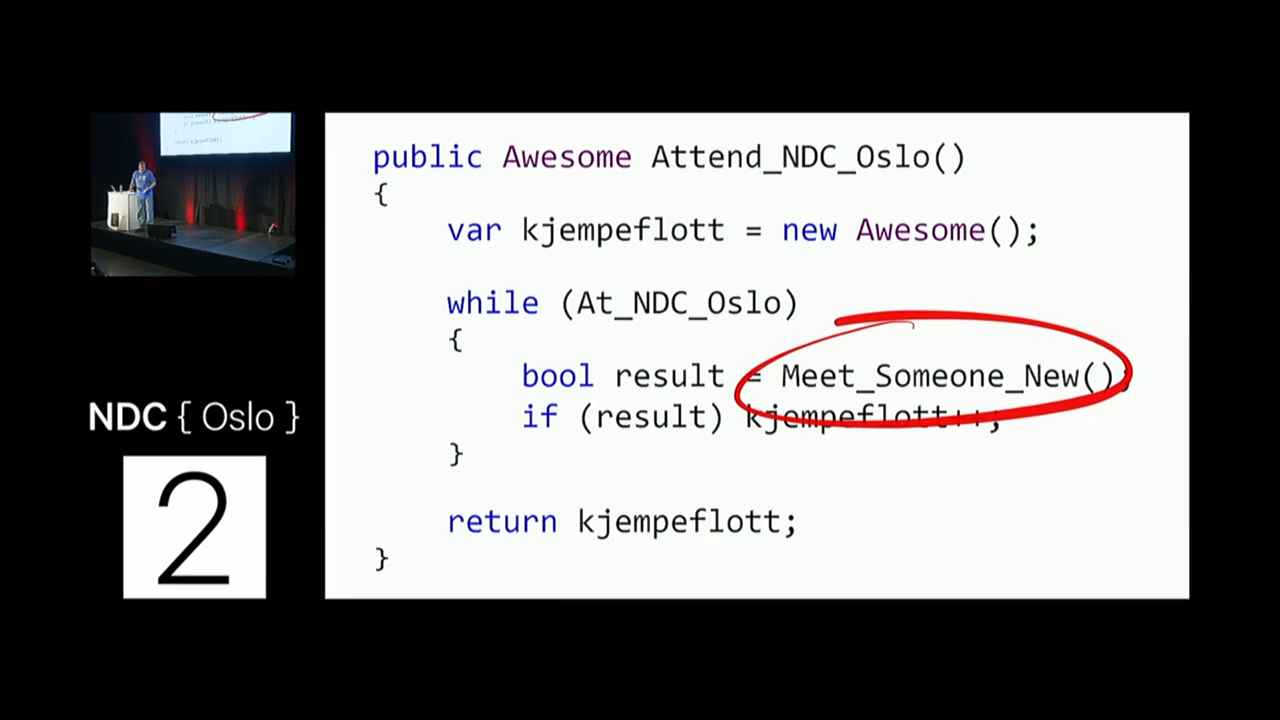 public Awesome Attend_NDC_Oslo()
{
var kjempeflott = new Awesome();
while (At_NDC_Oslo)
{
bool result = Meet_Someone_New();
if (result) kjempeflott++;
}
return kjempeflott;
}
NDC { Oslo }
2